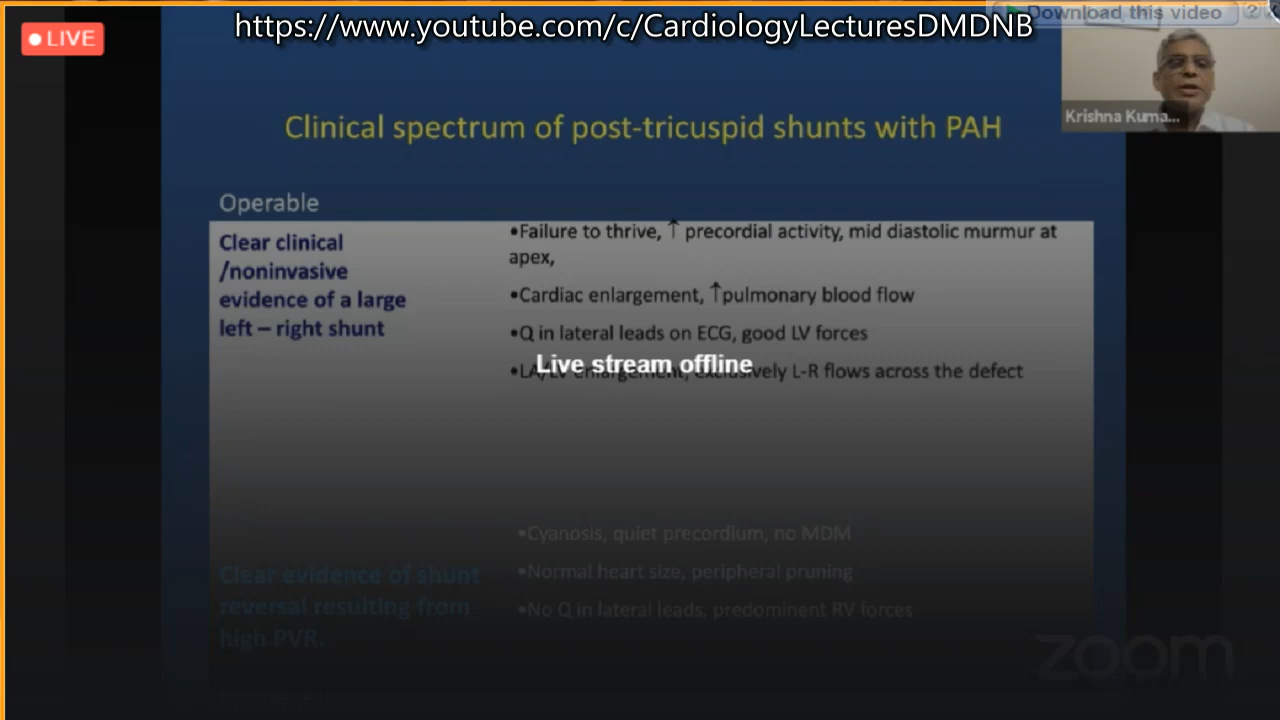 https://www.youtube.com/c/CardiologyLecturesDMDNB
Download this video
LIVE
Krishna Kuma...
Clinical spectrum of post-tricuspid shunts with PAH
Operable
Clear clinical
/noninvasive
evidence of a large
left – right shunt
•Failure to thrive, ↑ precordial activity, mid diastolic murmur at
apex,
•Cardiac enlargement, ↑pulmonary blood flow
•Q in lateral leads on ECG, good LV forces
Live stream offline
•LA/LV enlargement, exclusively L-R flows across the defect
Clear evidence of shunt
reversal resulting from
high PVR.
•Cyanosis, quiet precordium, no MDM
•Normal heart size, peripheral pruning
•No Q in lateral leads, predominent RV forces
zoom